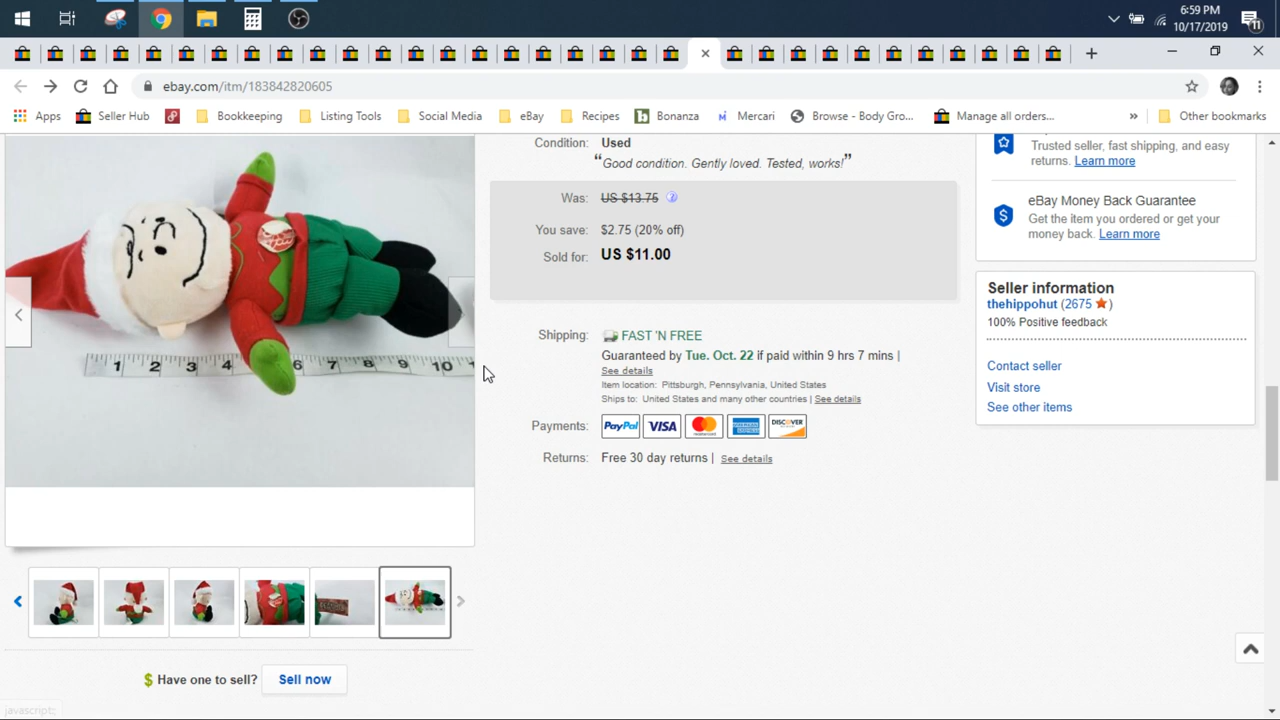 6:59 PM
10/17/2019
11
ebay.com/itm/183842820605
Apps
Seller Hub
Bookkeeping
Listing Tools
Social Media
eBay
Recipes
Bonanza
Mercari
Browse - Body Gro...
Manage all orders...
»
Other bookmarks
Condition: Used
“Good condition. Gently loved. Tested, works!”
Was: US $13.75
You save: $2.75 (20% off)
Sold for: US $11.00
Shipping: FAST 'N FREE
Guaranteed by Tue. Oct. 22 if paid within 9 hrs 7 mins |
See details
Item location: Pittsburgh, Pennsylvania, United States
Ships to: United States and many other countries | See details
Payments: PayPal VISA MasterCard AMERICAN EXPRESS DISCOVER
Returns: Free 30 day returns | See details
Trusted seller, fast shipping, and easy
returns. Learn more
eBay Money Back Guarantee
Get the item you ordered or get your
money back. Learn more
Seller information
thehippohut (2675 )
100% Positive feedback
Contact seller
Visit store
See other items
1 2 3 4 6 7 8 9 10
$ Have one to sell? Sell now
javascript: